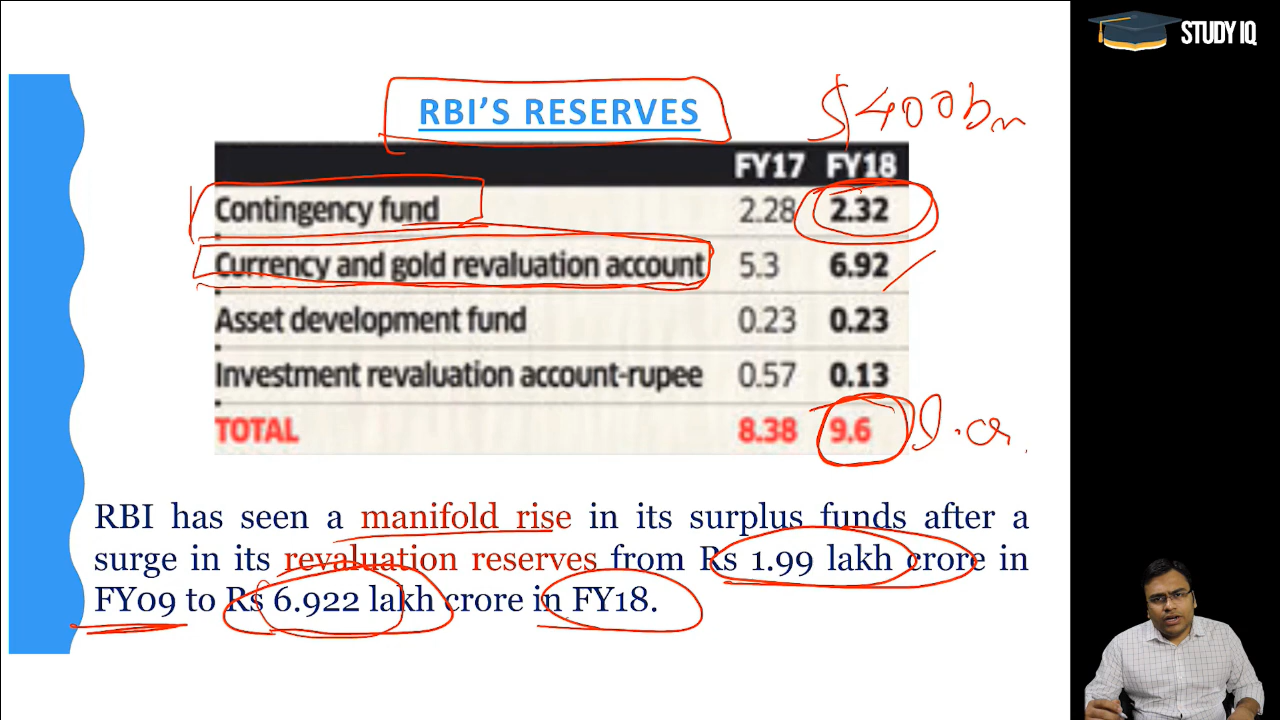 STUDY IQ
RBI'S RESERVES
$400bn
FY17 FY18
Contingency fund 2.28 2.32
Currency and gold revaluation account 5.3 6.92
Asset development fund 0.23 0.23
Investment revaluation account-rupee 0.57 0.13
TOTAL 8.38 9.6
RBI has seen a manifold rise in its surplus funds after a
surge in its revaluation reserves from Rs 1.99 lakh crore in
FY09 to Rs 6.922 lakh crore in FY18.